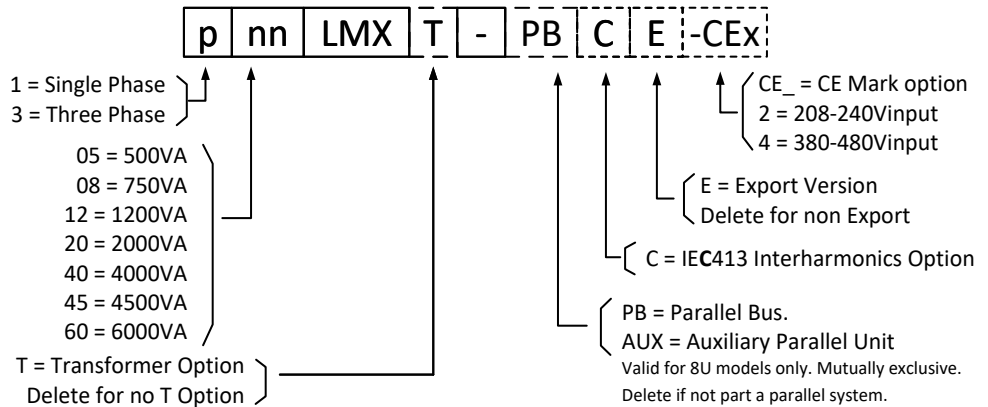 p nn LMX T - PB C E -CEx
1 = Single Phase
3 = Three Phase
05 = 500VA
08 = 750VA
12 = 1200VA
20 = 2000VA
40 = 4000VA
45 = 4500VA
60 = 6000VA
T = Transformer Option
Delete for no T Option
CE_ = CE Mark option
2 = 208-240Vinput
4 = 380-480Vinput
E = Export Version
Delete for non Export
C = IEC413 Interharmonics Option
PB = Parallel Bus.
AUX = Auxiliary Parallel Unit
Valid for 8U models only. Mutually exclusive.
Delete if not part a parallel system.